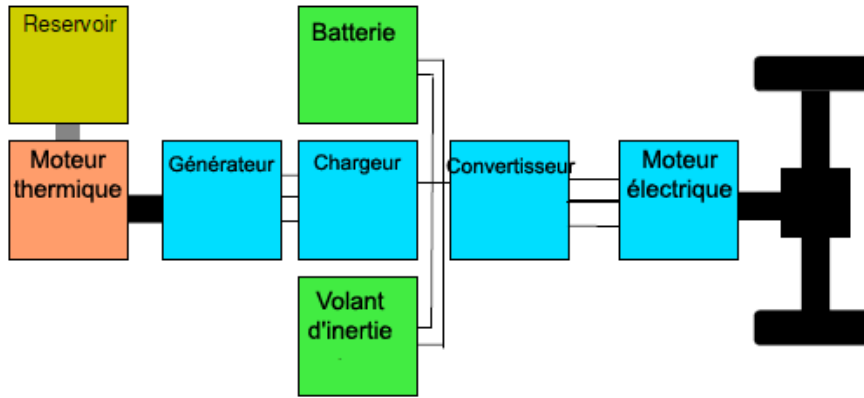 Reservoir
Batterie
Moteur
thermique
Générateur
Chargeur
Convertisseur
Moteur
électrique
Volant
d'inertie